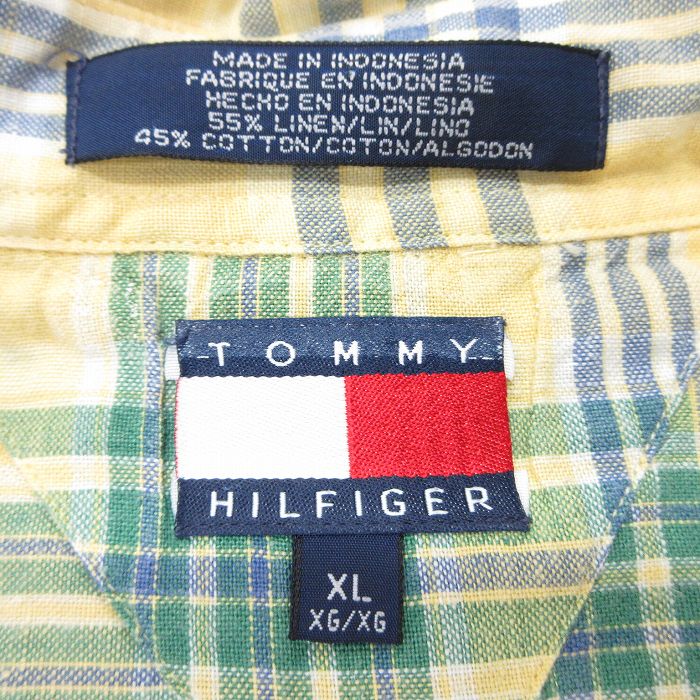 MADE IN INDONESIA
FABRIQUE EN INDONESIE
HECHO EN INDONESIA
55% LINEN/LIN/LINO
45% COTTON/COTON/ALGODON
TOMMY
HILFIGER
XL
XG/XG